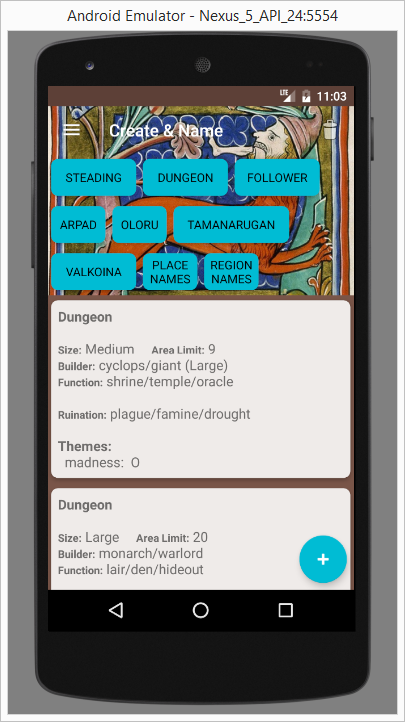 Android Emulator - Nexus_5_API_24:5554
LTE 11:03
Create & Name
STEADING DUNGEON FOLLOWER
ARPAD OLORU TAMANARUGAN
VALKOINA PLACE NAMES REGION NAMES
Dungeon
Size: Medium Area Limit: 9
Builder: cyclops/giant (Large)
Function: shrine/temple/oracle
Ruination: plague/famine/drought
Themes:
madness: O
Dungeon
Size: Large Area Limit: 20
Builder: monarch/warlord
Function: lair/den/hideout
+